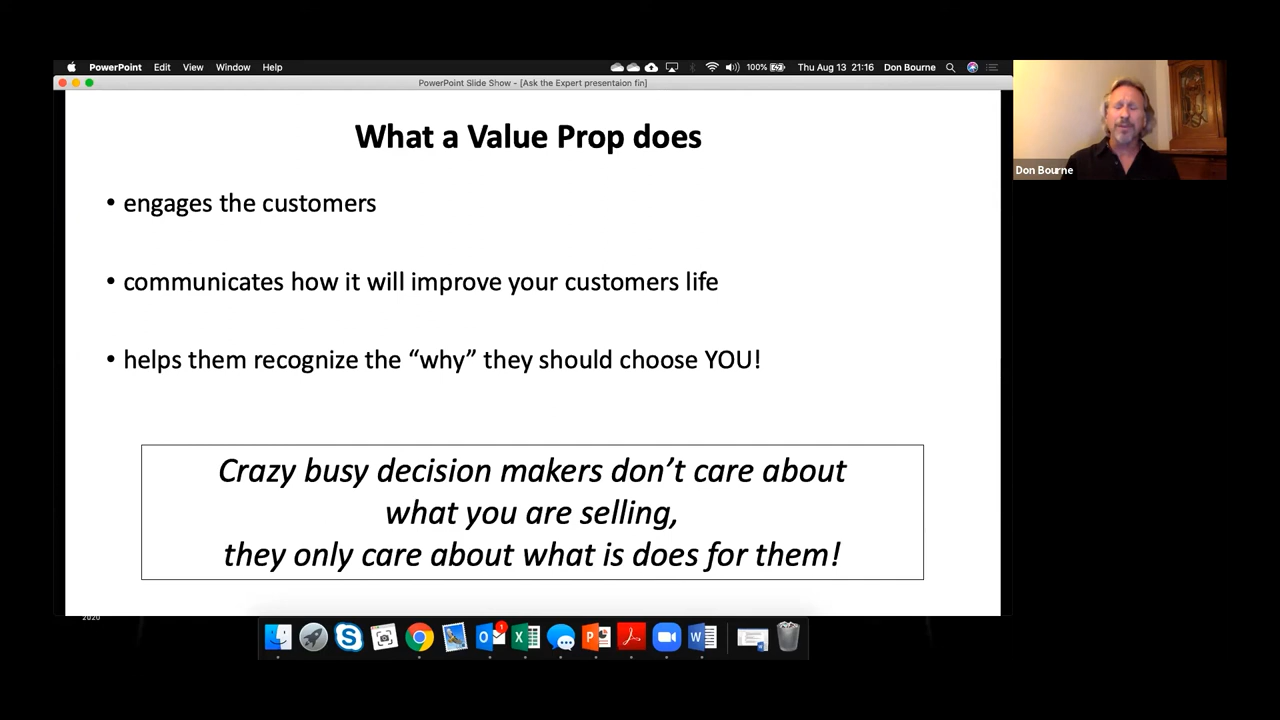 PowerPoint Edit View Window Help 100% Thu Aug 13 21:16 Don Bourne
PowerPoint Slide Show - [Ask the Expert presentaion fin]
What a Value Prop does
• engages the customers
• communicates how it will improve your customers life
• helps them recognize the “why” they should choose YOU!
Crazy busy decision makers don’t care about
what you are selling,
they only care about what is does for them!
2020
Don Bourne